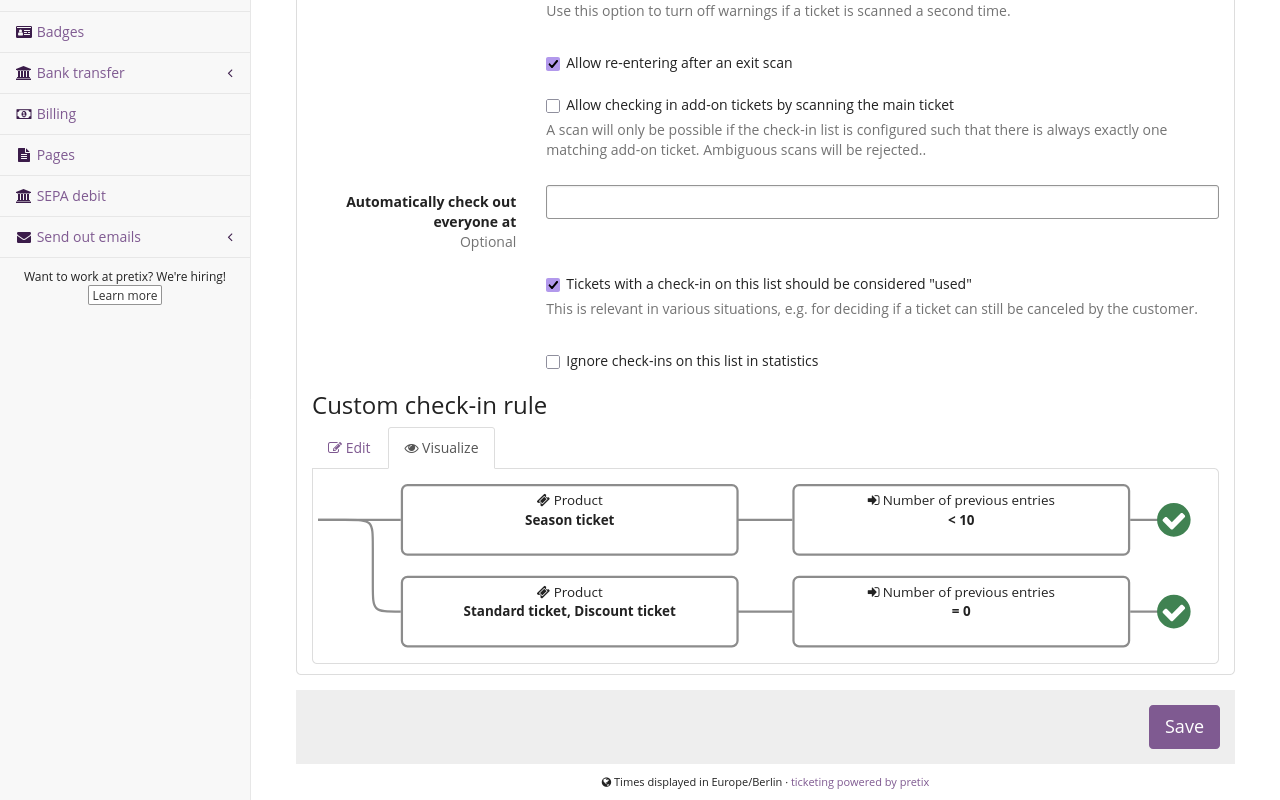 Badges
Bank transfer
Billing
Pages
SEPA debit
Send out emails
Want to work at pretix? We're hiring!
Learn more
Use this option to turn off warnings if a ticket is scanned a second time.
Allow re-entering after an exit scan
Allow checking in add-on tickets by scanning the main ticket
A scan will only be possible if the check-in list is configured such that there is always exactly one
matching add-on ticket. Ambiguous scans will be rejected..
Automatically check out
everyone at
Optional
Tickets with a check-in on this list should be considered "used"
This is relevant in various situations, e.g. for deciding if a ticket can still be canceled by the customer.
Ignore check-ins on this list in statistics
Custom check-in rule
Edit
Visualize
Product
Season ticket
Number of previous entries
< 10
Product
Standard ticket, Discount ticket
Number of previous entries
= 0
Save
Times displayed in Europe/Berlin · ticketing powered by pretix